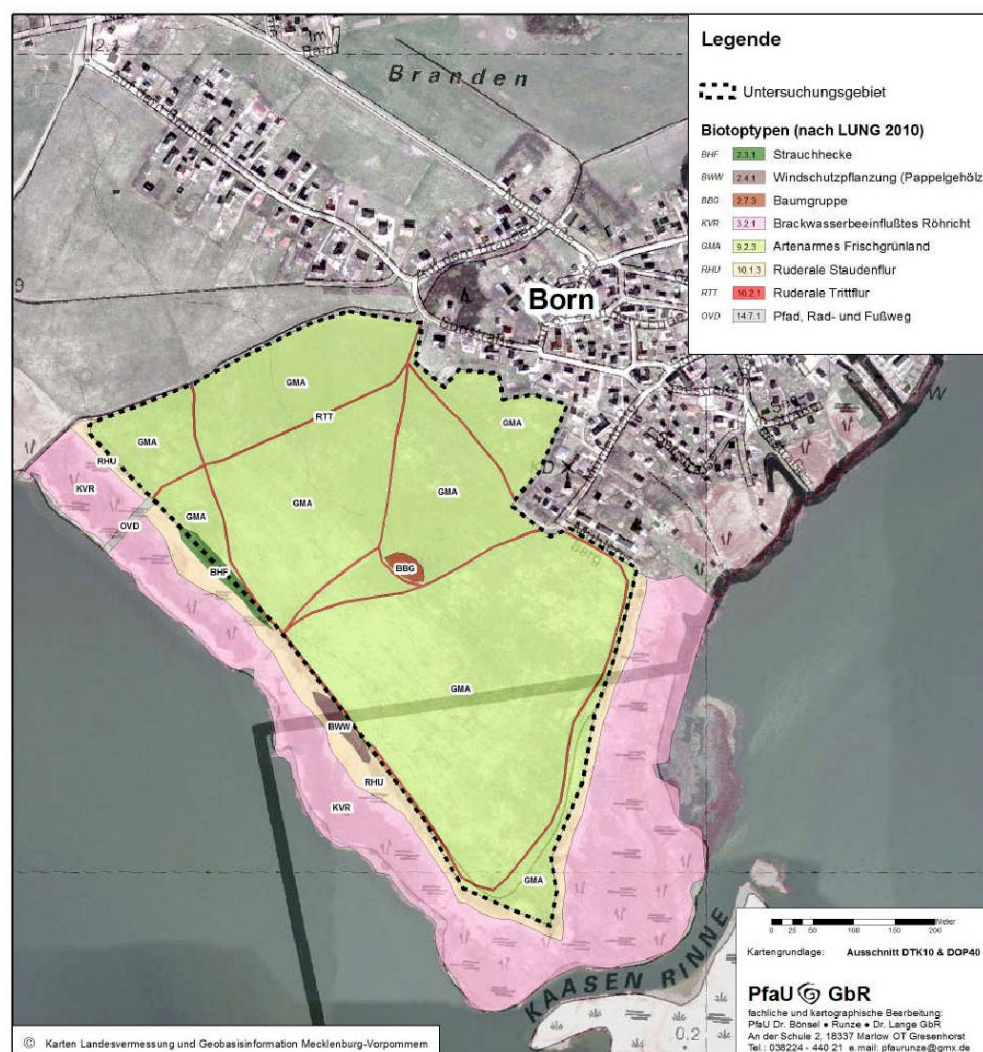 Legende
Untersuchungsgebiet
Biotoptypen (nach LUNG 2010)
BHF 2.3.1 Strauchhecke
BWW 2.4.1 Windschutzpflanzung (Pappelgehölz
BBG 2.7.3 Baumgruppe
KVR 3.2.1 Brackwasserbeeinflußtes Röhricht
GMA 9.2.3 Artenarmes Frischgrünland
RHU 10.1.3 Ruderale Staudenflur
RTT 10.2.1 Ruderale Trittflur
OVD 14.7.1 Pfad, Rad- und Fußweg
Branden
Born
GMA
RTT
GMA
GMA
RHU
KVR
GMA
GMA
OVD
GMA
BHF
BBG
GMA
BWW
RHU
KVR
GMA
KAASEN RINNE
0,2
0 25 50 100 150 200 Meter
Kartengrundlage: Ausschnitt DTK10 & DOP40
PfaU GbR
fachliche und kartographische Bearbeitung:
PfaU Dr. Bönsel • Runze • Dr. Lange GbR
An der Schule 2, 18337 Marlow OT Gresenhorst
Tel.: 038224 - 440 21 e.mail: pfaurunze@gmx.de
© Karten Landesvermessung und Geobasisinformation Mecklenburg-Vorpommern